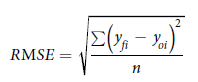 RMSE = √(Σ(y_fi − y_oi)² / n)